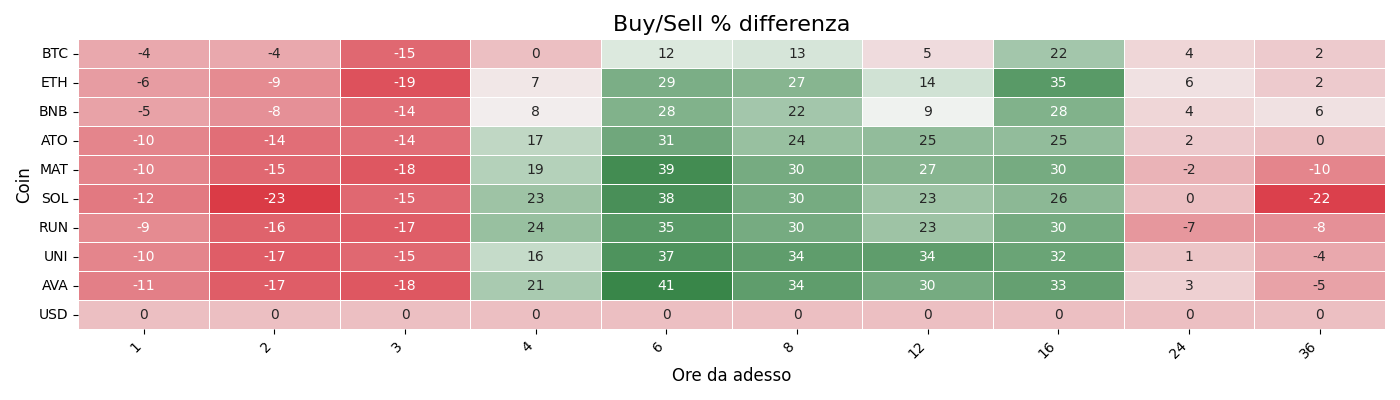 Buy/Sell % differenza
Coin
BTC -4 -4 -15 0 12 13 5 22 4 2
ETH -6 -9 -19 7 29 27 14 35 6 2
BNB -5 -8 -14 8 28 22 9 28 4 6
ATO -10 -14 -14 17 31 24 25 25 2 0
MAT -10 -15 -18 19 39 30 27 30 -2 -10
SOL -12 -23 -15 23 38 30 23 26 0 -22
RUN -9 -16 -17 24 35 30 23 30 -7 -8
UNI -10 -17 -15 16 37 34 34 32 1 -4
AVA -11 -17 -18 21 41 34 30 33 3 -5
USD 0 0 0 0 0 0 0 0 0 0
1 2 3 4 6 8 12 16 24 36
Ore da adesso